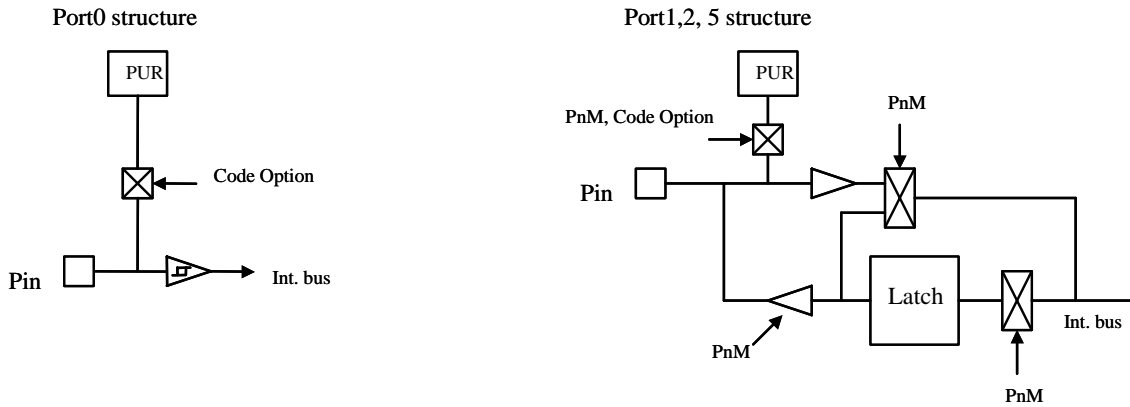 Port0 structure
PUR
Code Option
Pin
Int. bus
Port1,2, 5 structure
PUR
PnM
PnM, Code Option
Pin
Latch
Int. bus
PnM
PnM